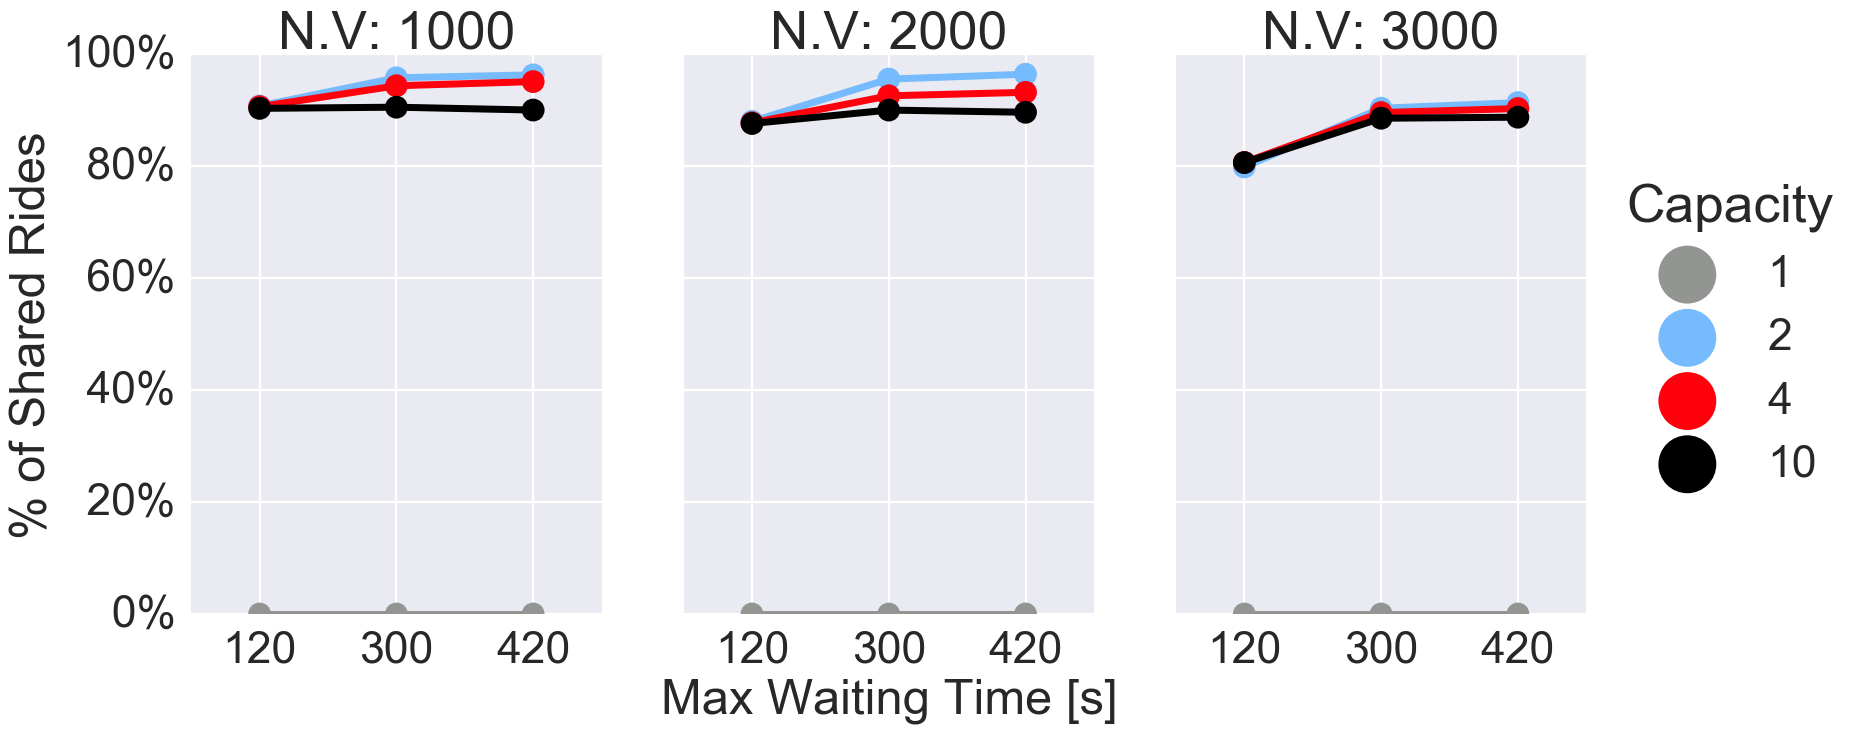 N.V: 1000 N.V: 2000 N.V: 3000
100%
80%
60%
40%
20%
0%
% of Shared Rides
120 300 420 120 300 420 120 300 420
Max Waiting Time [s]
Capacity
1
2
4
10